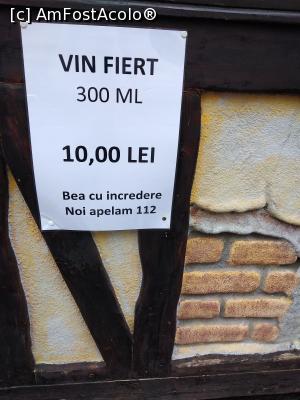 [c] AmFostAcolo®
VIN FIERT
300 ML
10,00 LEI
Bea cu incredere
Noi apelam 112